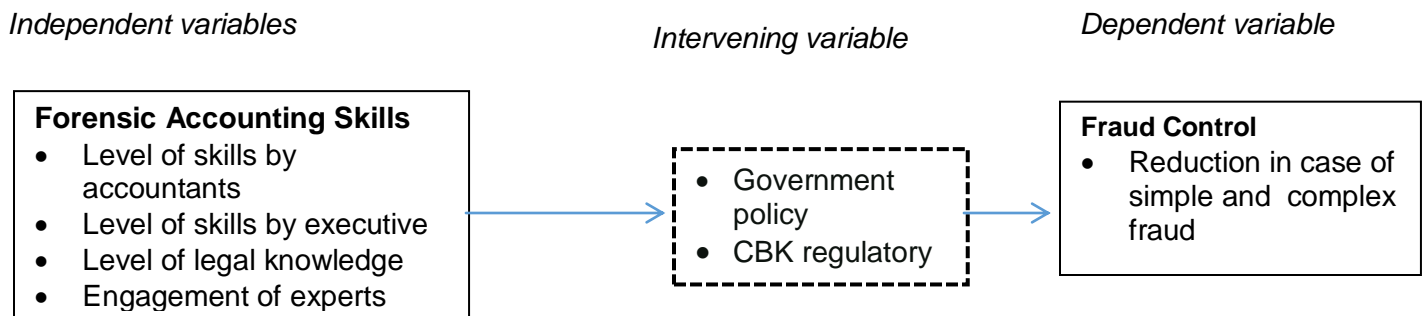 Independent variables
Intervening variable
Dependent variable
Forensic Accounting Skills
• Level of skills by
accountants
• Level of skills by executive
• Level of legal knowledge
• Engagement of experts
• Government
policy
• CBK regulatory
Fraud Control
• Reduction in case of
simple and complex
fraud